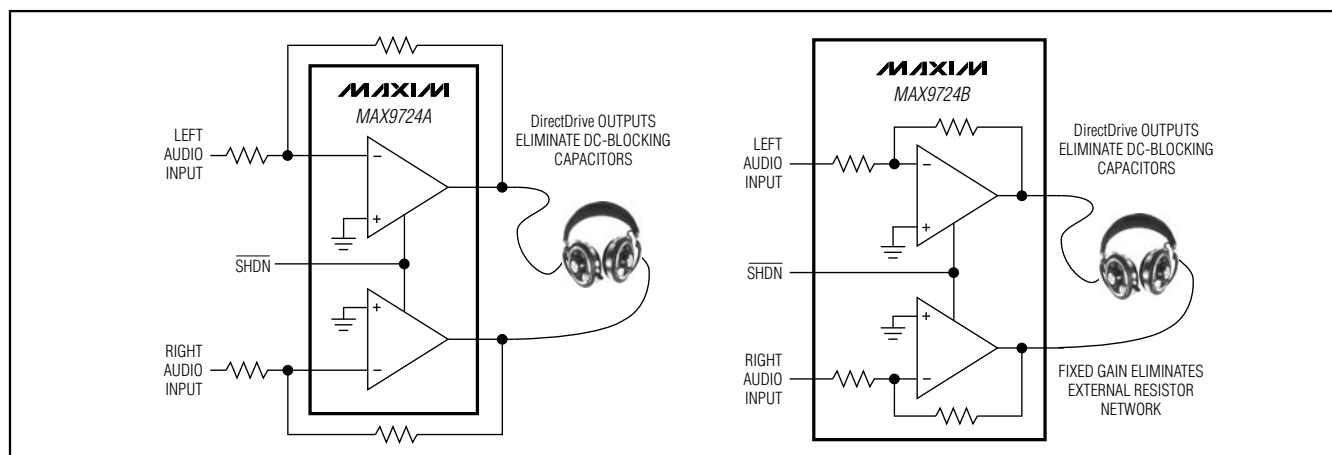 MAXIM
MAX9724A
LEFT
AUDIO
INPUT
−
+
SHDN
+
−
RIGHT
AUDIO
INPUT
DirectDrive OUTPUTS
ELIMINATE DC-BLOCKING
CAPACITORS
MAXIM
MAX9724B
LEFT
AUDIO
INPUT
−
+
SHDN
+
−
RIGHT
AUDIO
INPUT
DirectDrive OUTPUTS
ELIMINATE DC-BLOCKING
CAPACITORS
FIXED GAIN ELIMINATES
EXTERNAL RESISTOR
NETWORK